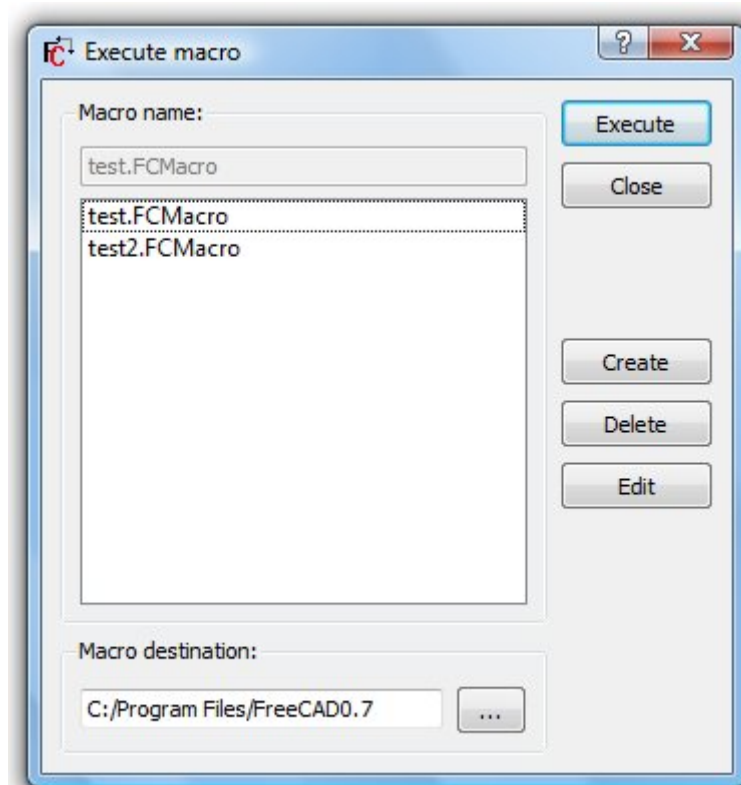 Execute macro
Macro name:
test.FCMacro
test.FCMacro
test2.FCMacro
Execute
Close
Create
Delete
Edit
Macro destination:
C:/Program Files/FreeCAD0.7
...